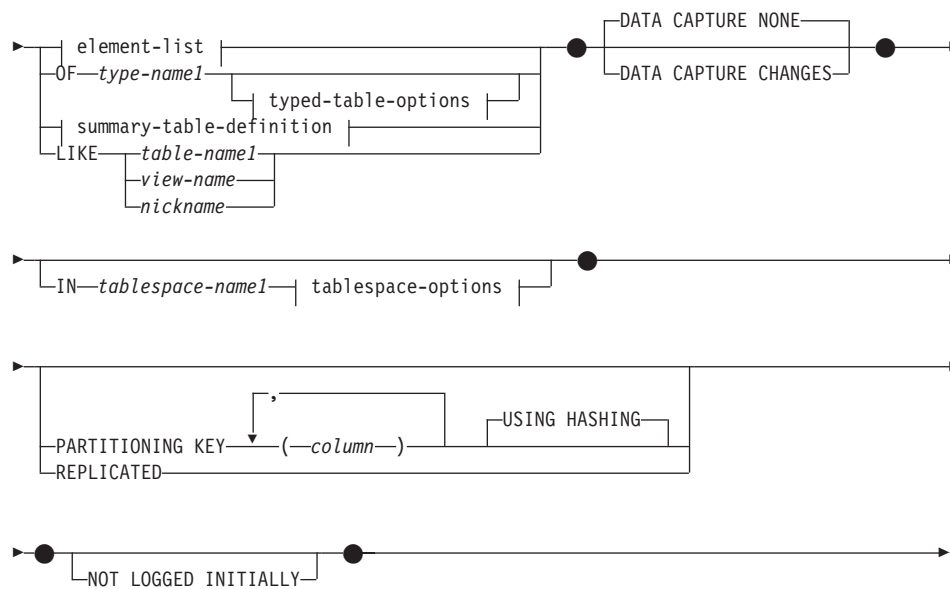 DATA CAPTURE NONE
element-list
OF type-name1
DATA CAPTURE CHANGES
typed-table-options
summary-table-definition
LIKE table-name1
view-name
nickname
IN tablespace-name1 tablespace-options
,
USING HASHING
PARTITIONING KEY ( column )
REPLICATED
NOT LOGGED INITIALLY